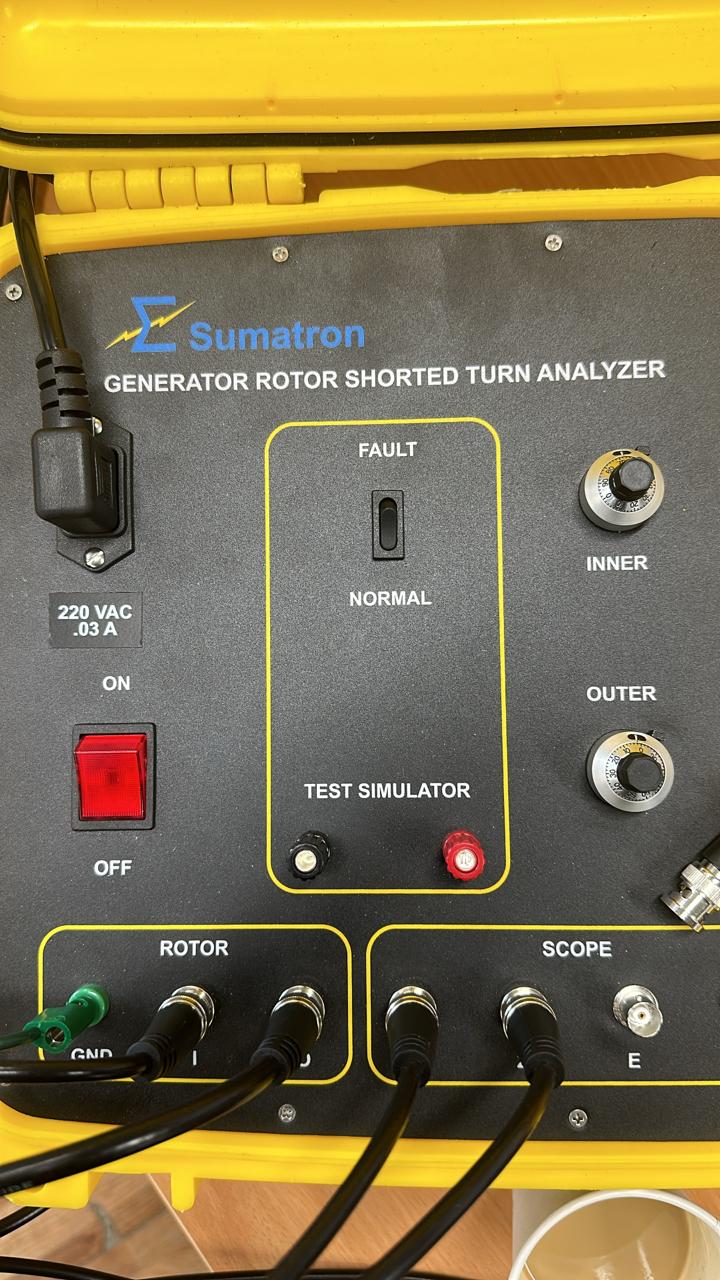 Sumatron
GENERATOR ROTOR SHORTED TURN ANALYZER
FAULT
NORMAL
INNER
220 VAC
.03 A
ON
OUTER
TEST SIMULATOR
OFF
ROTOR
SCOPE
GND
I
E